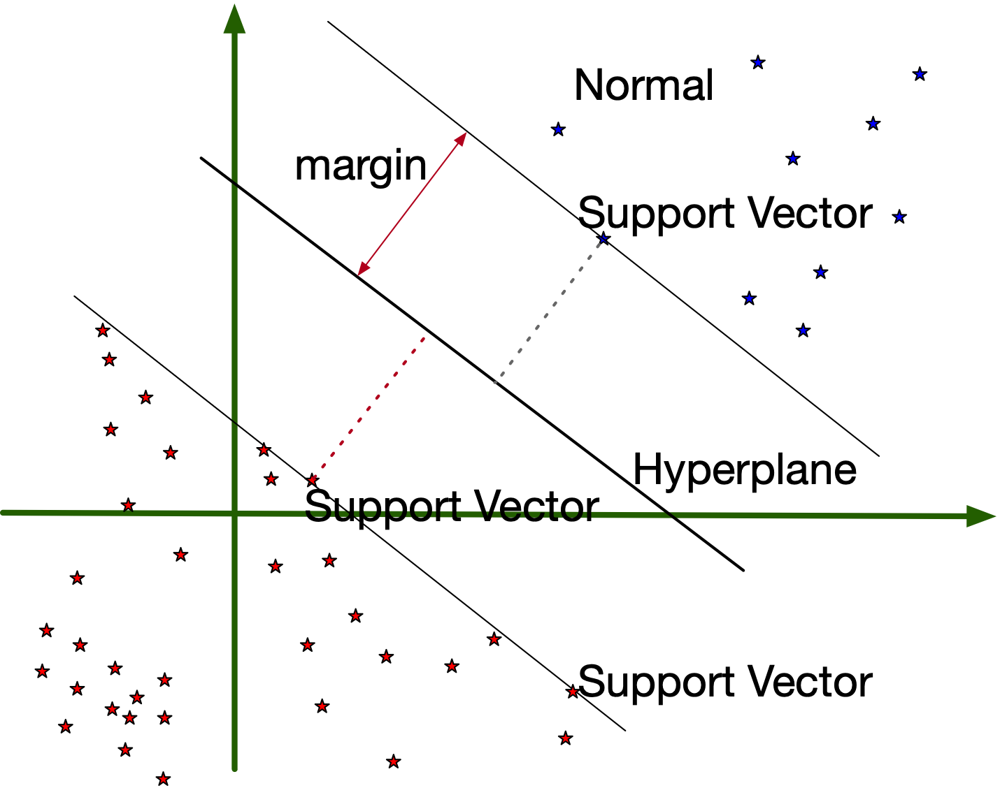 Normal
margin
Support Vector
Hyperplane
Support Vector
Support Vector